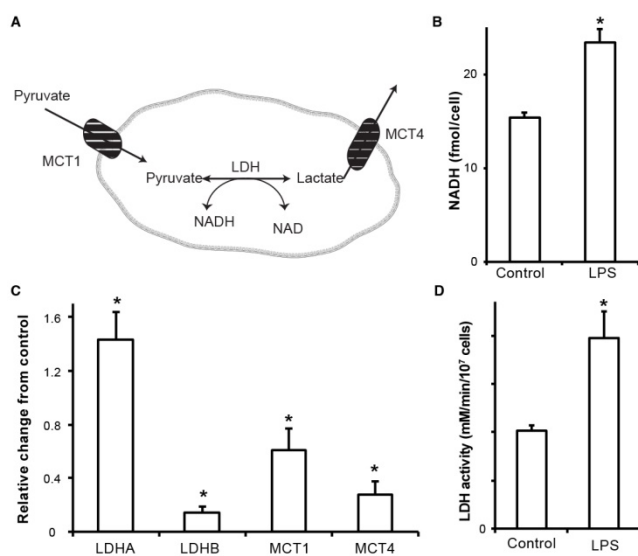 A
Pyruvate
MCT1
MCT4
LDH
Pyruvate Lactate
NADH NAD
B
*
NADH (fmol/cell)
20
10
0
Control LPS
C
Relative change from control
1.6
1.2
0.8
0.4
0
*
*
*
*
LDHA LDHB MCT1 MCT4
D
*
LDH activity (mM/min/10⁷ cells)
Control LPS